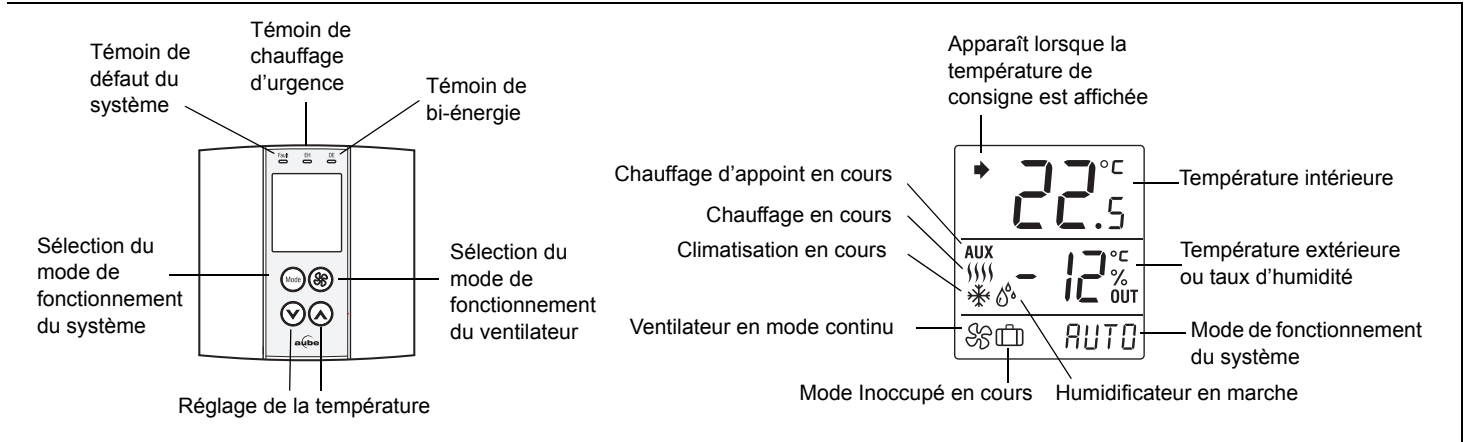 Témoin de
défaut du
système
Témoin de
chauffage
d'urgence
Témoin de
bi-énergie
Fault EH DE
Sélection du
mode de
fonctionnement
du système
Mode
Sélection du
mode de
fonctionnement
du ventilateur
aube
Réglage de la température
Apparaît lorsque la
température de
consigne est affichée
Chauffage d'appoint en cours
Chauffage en cours
Climatisation en cours
Ventilateur en mode continu
Mode Inoccupé en cours
Humidificateur en marche
22.5 °C
AUX
-12 °C
%
OUT
AUTO
Température intérieure
Température extérieure
ou taux d'humidité
Mode de fonctionnement
du système